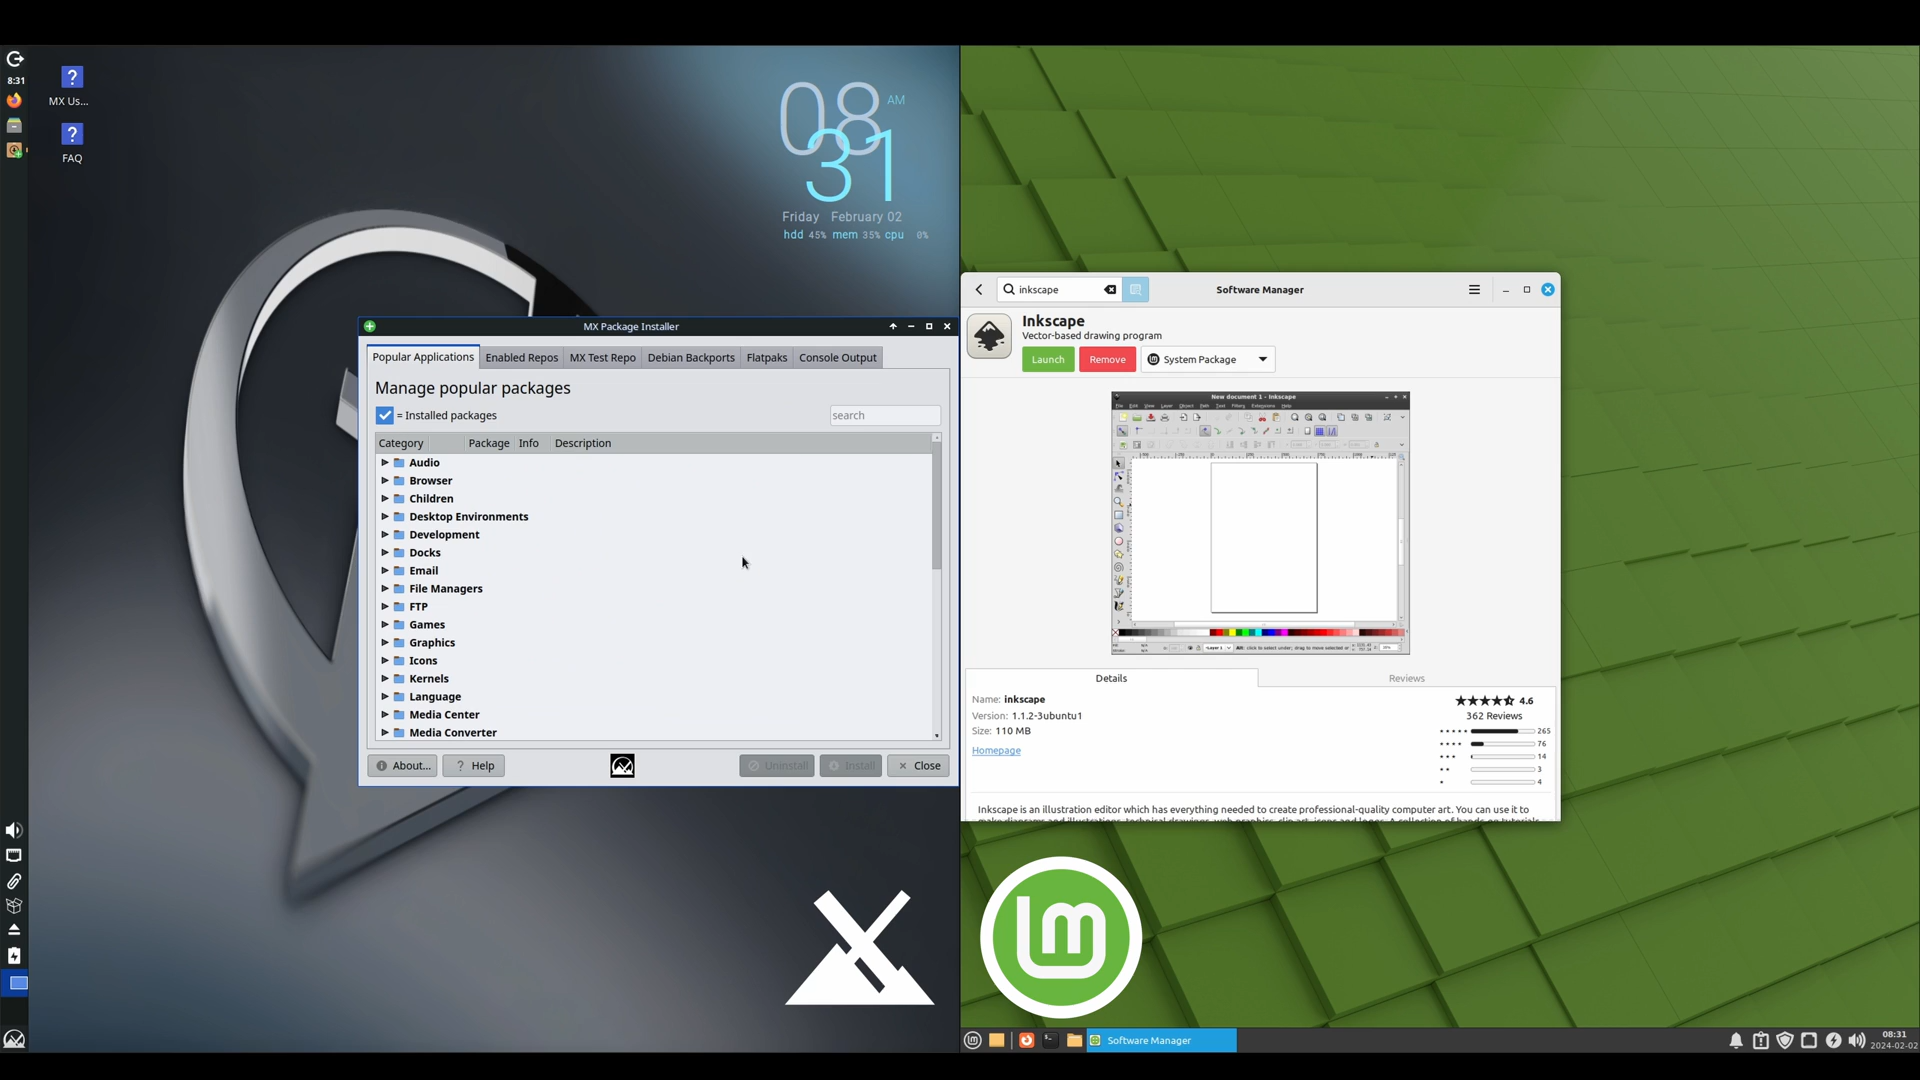 8:31
MX Us...
FAQ
08 AM
31
Friday February 02
hdd 45% mem 35% cpu 0%
MX Package Installer
Popular Applications
Enabled Repos
MX Test Repo
Debian Backports
Flatpaks
Console Output
Manage popular packages
= Installed packages
search
Category Package Info Description
Audio
Browser
Children
Desktop Environments
Development
Docks
Email
File Managers
FTP
Games
Graphics
Icons
Kernels
Language
Media Center
Media Converter
About...
Help
Uninstall
Install
Close
inkscape
Software Manager
Inkscape
Vector-based drawing program
Launch
Remove
System Package
New document 1 - Inkscape
Details
Reviews
Name: inkscape
Version: 1.1.2-3ubuntu1
Size: 110 MB
Homepage
4.6
362 Reviews
265
76
14
3
4
Inkscape is an illustration editor which has everything needed to create professional-quality computer art. You can use it to
lm
Software Manager
08:31
2024-02-02